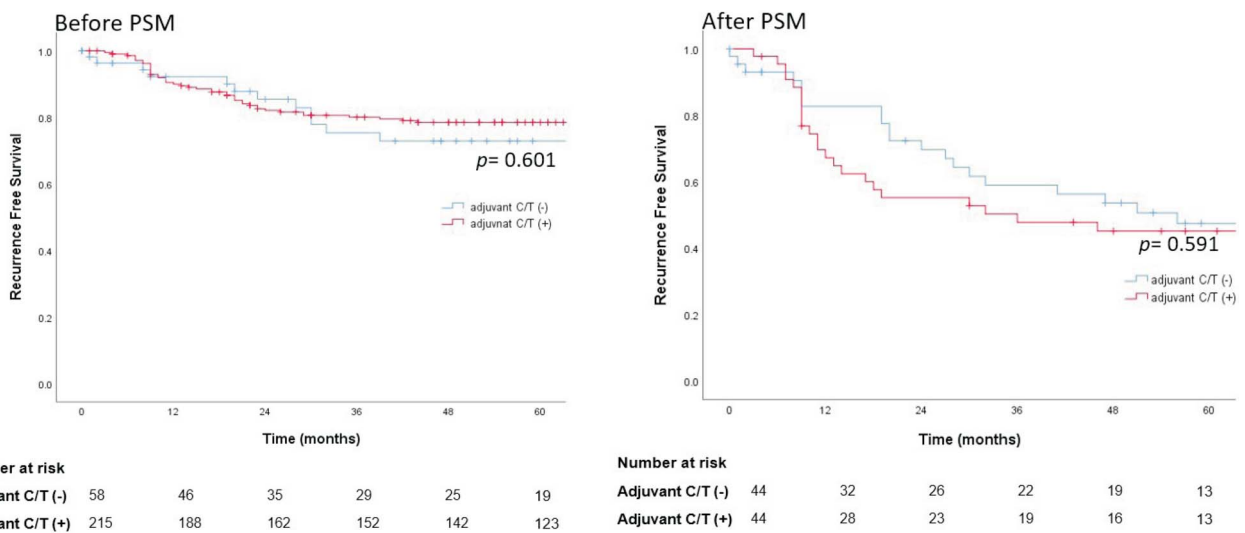 Before PSM
1.0
0.8
0.6
0.4
0.2
0.0
Recurrence Free Survival
p= 0.601
adjuvant C/T (-)
adjuvnat C/T (+)
0 12 24 36 48 60
Time (months)
er at risk
ant C/T (-) 58 46 35 29 25 19
ant C/T (+) 215 188 162 152 142 123
After PSM
1.0
0.8
0.6
0.4
0.2
0.0
Recurrence Free Survival
p= 0.591
adjuvant C/T (-)
adjuvant C/T (+)
0 12 24 36 48 60
Time (months)
Number at risk
Adjuvant C/T (-) 44 32 26 22 19 13
Adjuvant C/T (+) 44 28 23 19 16 13